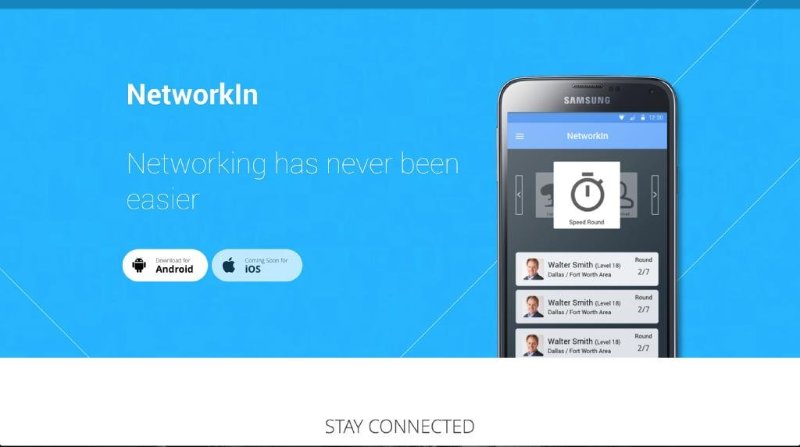 NetworkIn
Networking has never been
easier
Download for
Android
Coming Soon for
iOS
SAMSUNG
12:30
NetworkIn
Speed Round
Walter Smith (Level 18)
Dallas / Fort Worth Area
Round
2/7
Walter Smith (Level 18)
Dallas / Fort Worth Area
Round
2/7
Walter Smith (Level 18)
Dallas / Fort Worth Area
Round
2/7
STAY CONNECTED